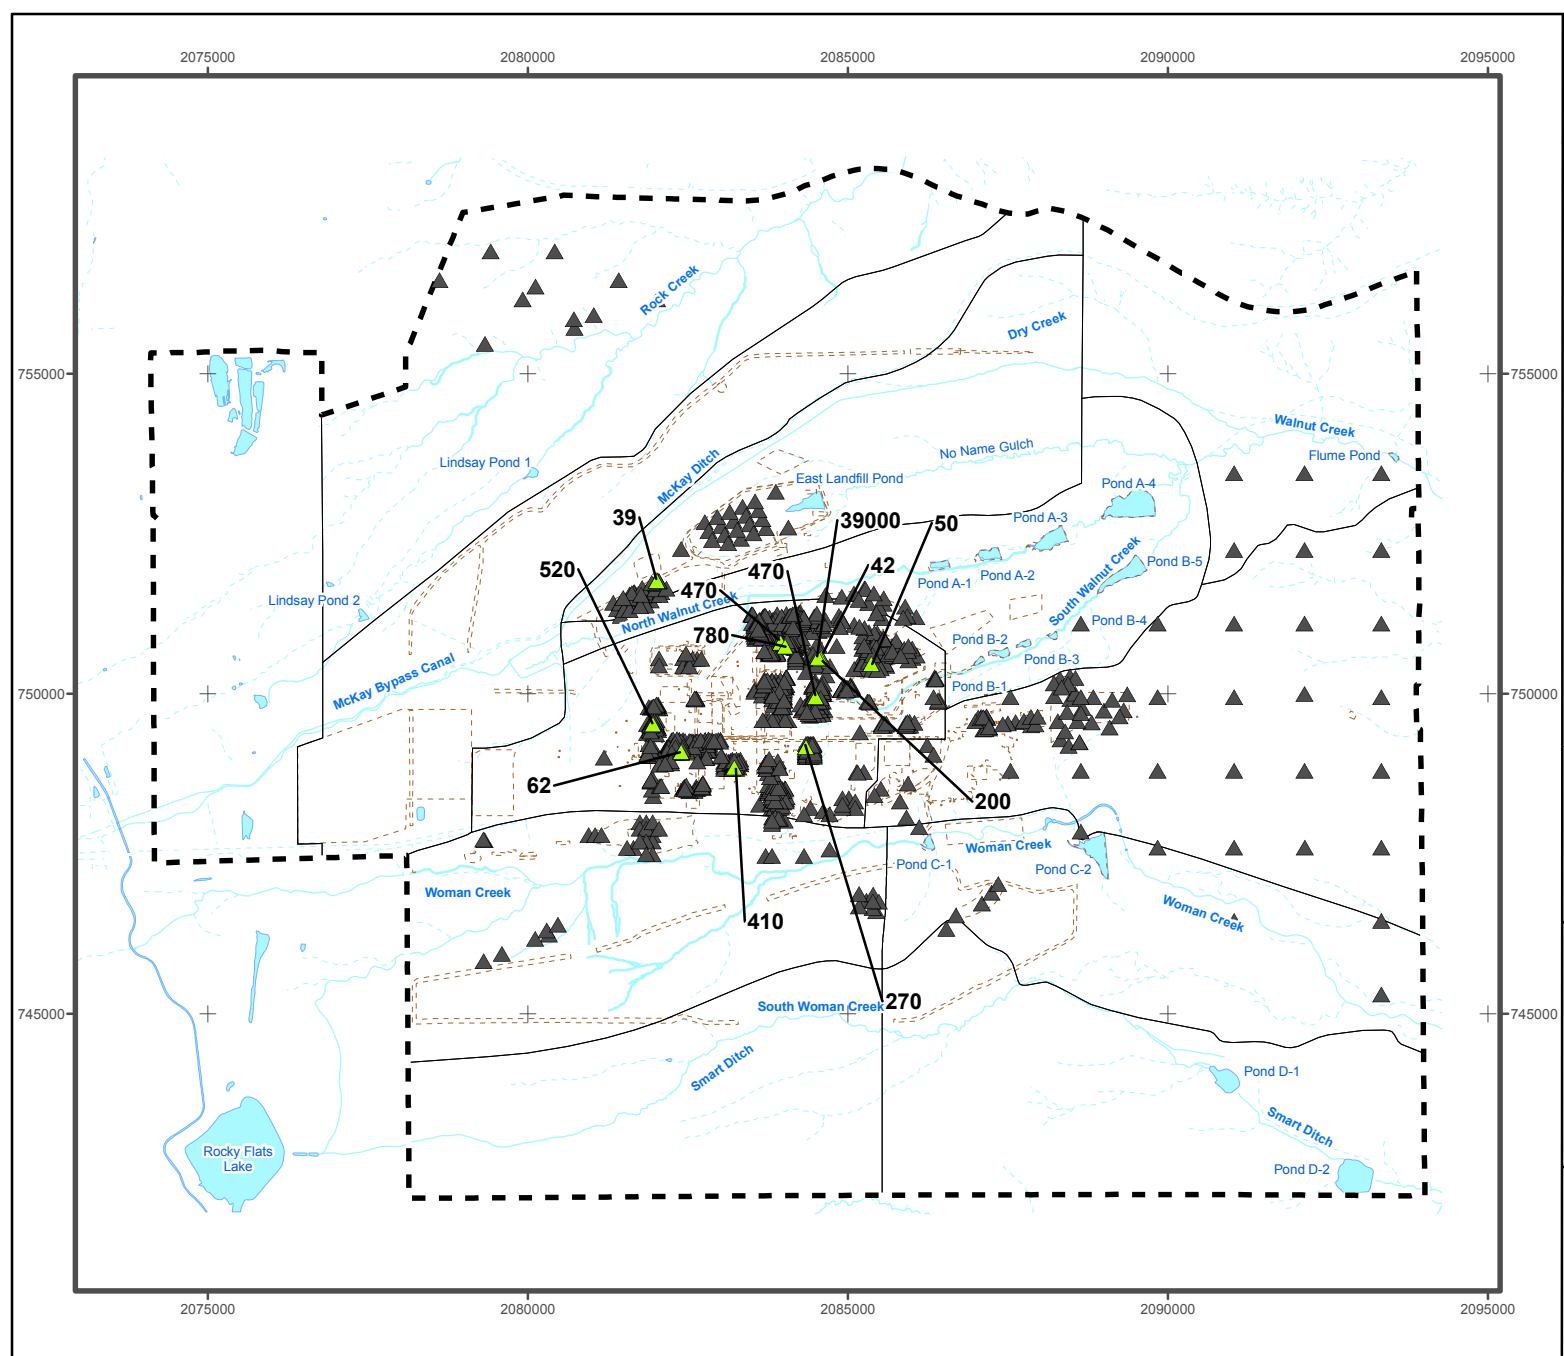 2075000
2080000
2085000
2090000
2095000
Rock Creek
Dry Creek
755000
755000
Walnut Creek
Flume Pond
No Name Gulch
Lindsay Pond 1
McKay Ditch
East Landfill Pond
Pond A-4
39
39000
50
Pond A-3
South Walnut Creek
Pond B-5
520
470
42
Pond A-1
Pond A-2
470
Lindsay Pond 2
North Walnut Creek
Pond B-4
780
Pond B-2
McKay Bypass Canal
Pond B-3
Pond B-1
750000
750000
62
200
Woman Creek
Pond C-1
Pond C-2
Woman Creek
Woman Creek
410
270
South Woman Creek
745000
745000
Smart Ditch
Pond D-1
Smart Ditch
Rocky Flats
Lake
Pond D-2
2075000
2080000
2085000
2090000
2095000